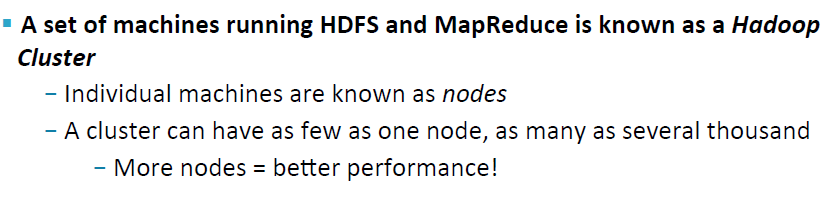 ▪ A set of machines running HDFS and MapReduce is known as a Hadoop
Cluster
– Individual machines are known as nodes
– A cluster can have as few as one node, as many as several thousand
– More nodes = better performance!